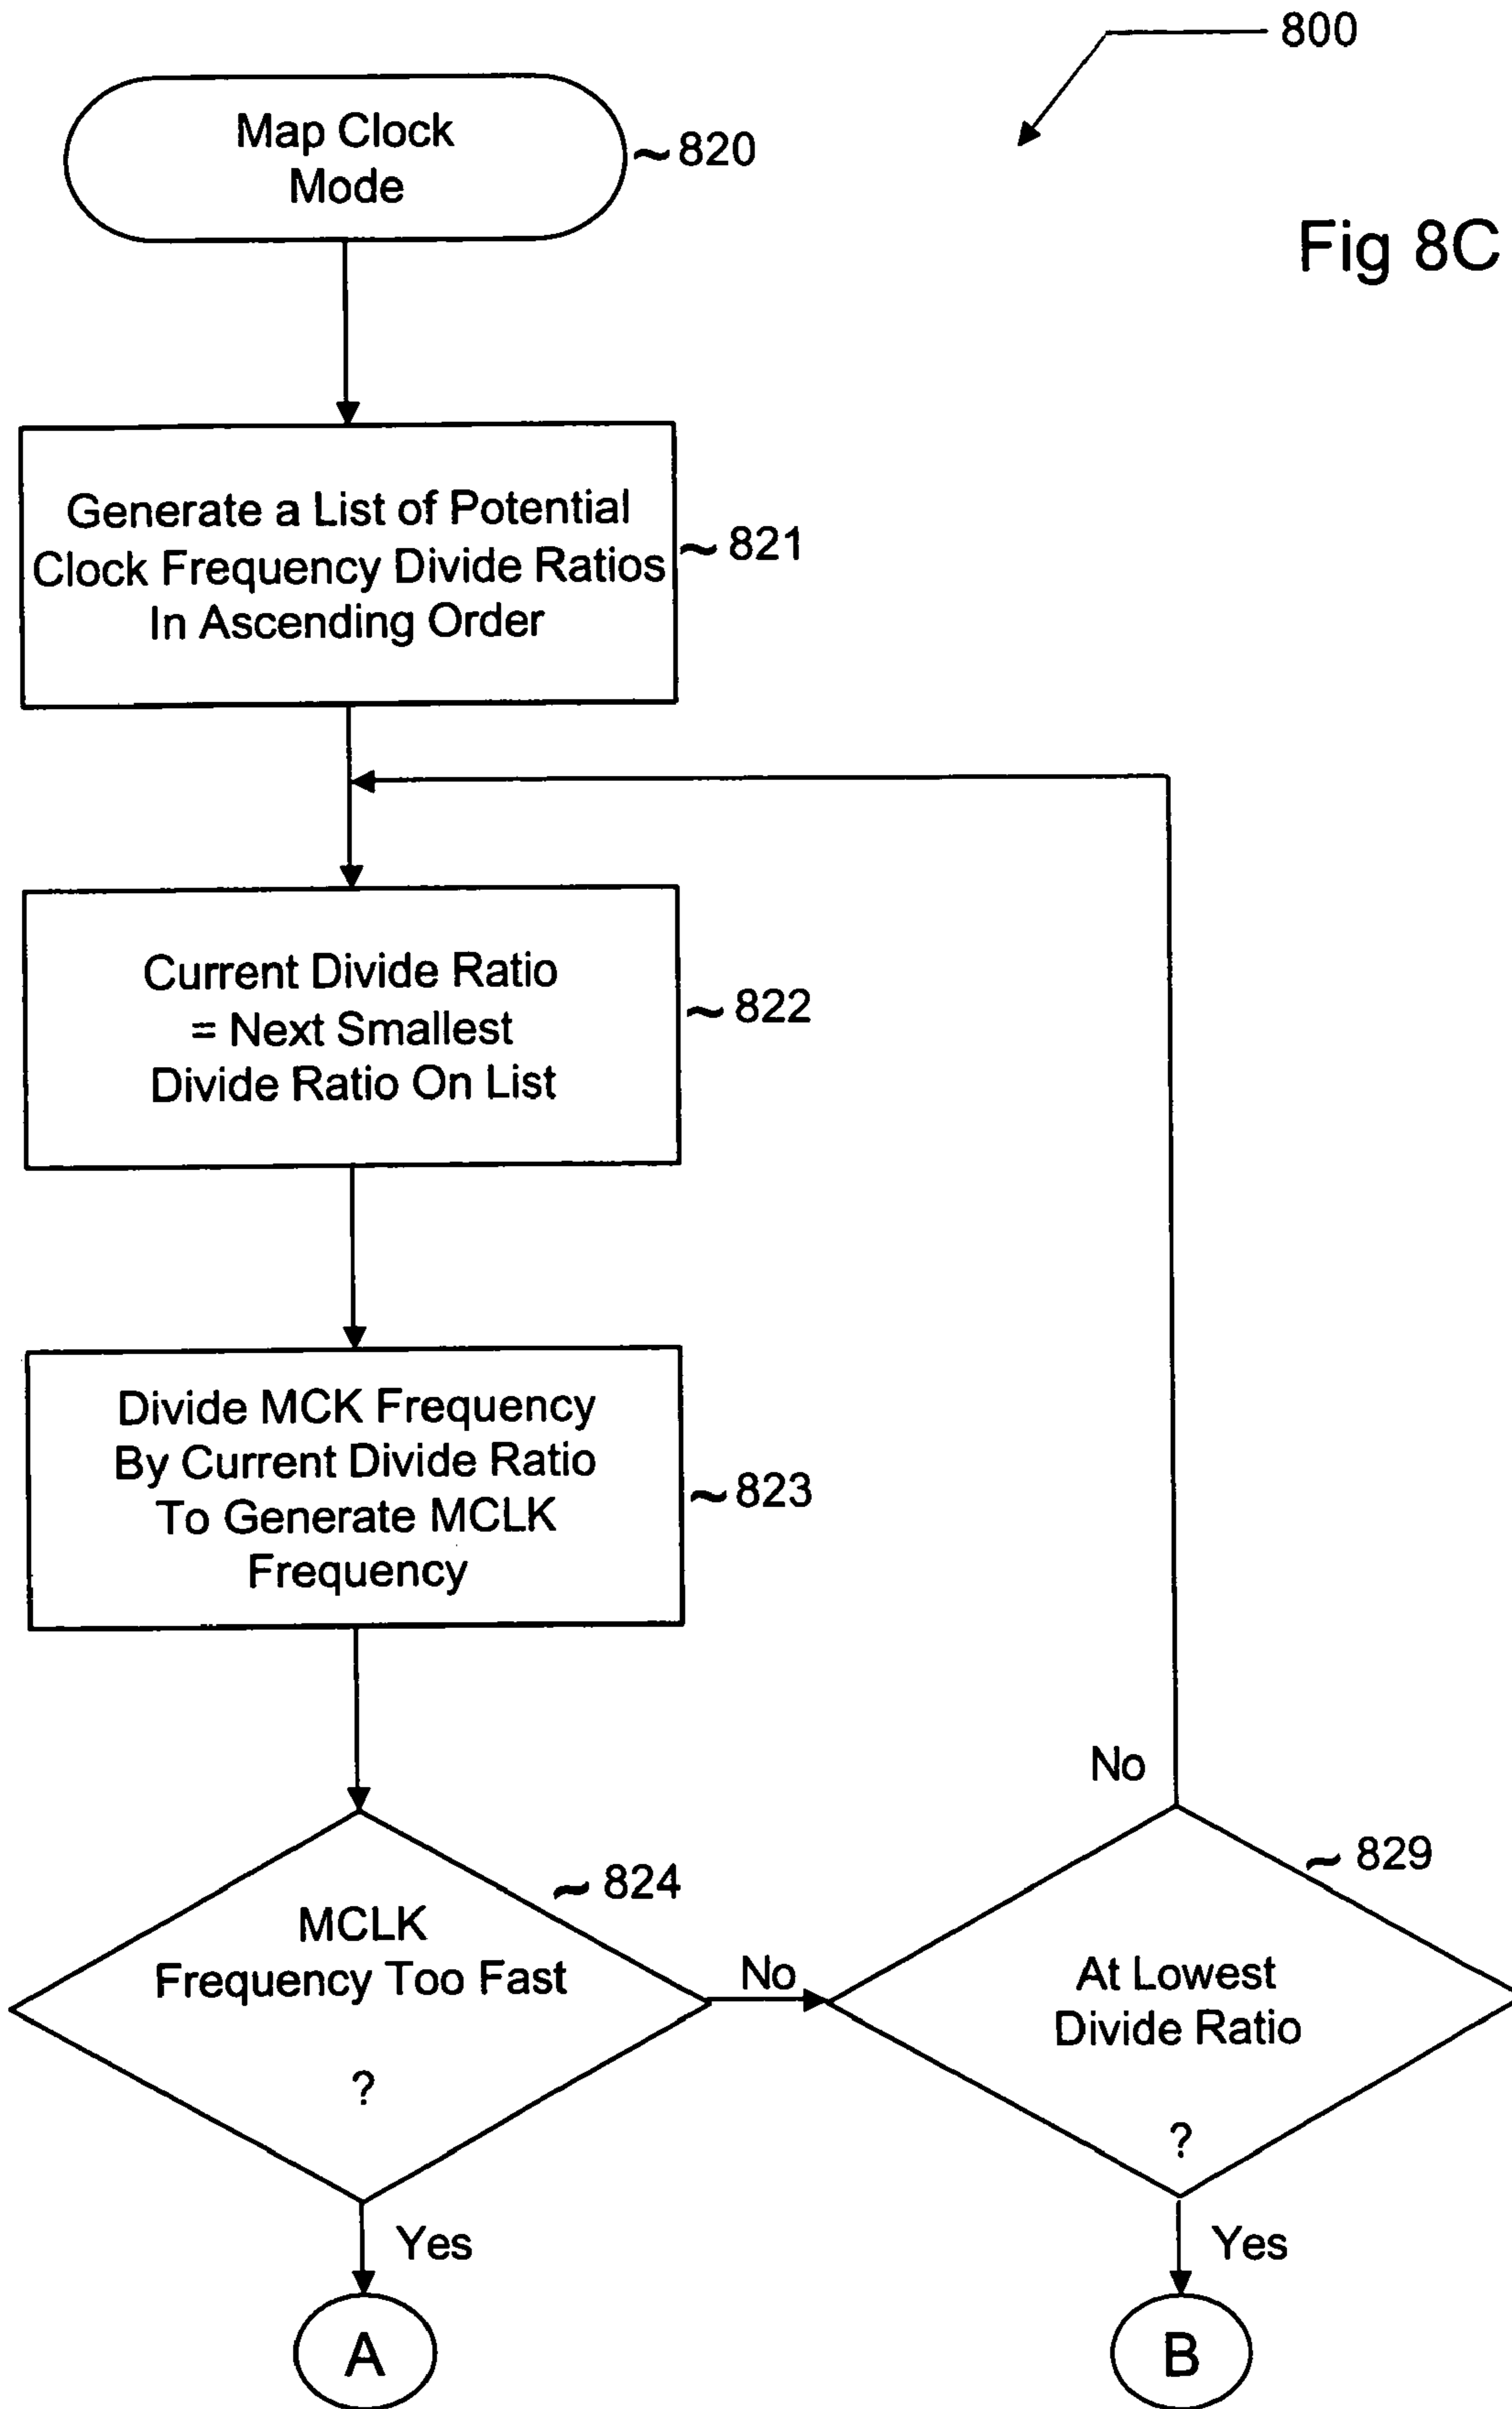 800
Map Clock
Mode
~820
Fig 8C
Generate a List of Potential
Clock Frequency Divide Ratios
In Ascending Order
~821
Current Divide Ratio
= Next Smallest
Divide Ratio On List
~822
Divide MCK Frequency
By Current Divide Ratio
To Generate MCLK
Frequency
~823
No
~824
~829
MCLK
Frequency Too Fast
?
No
At Lowest
Divide Ratio
?
Yes
Yes
A
B